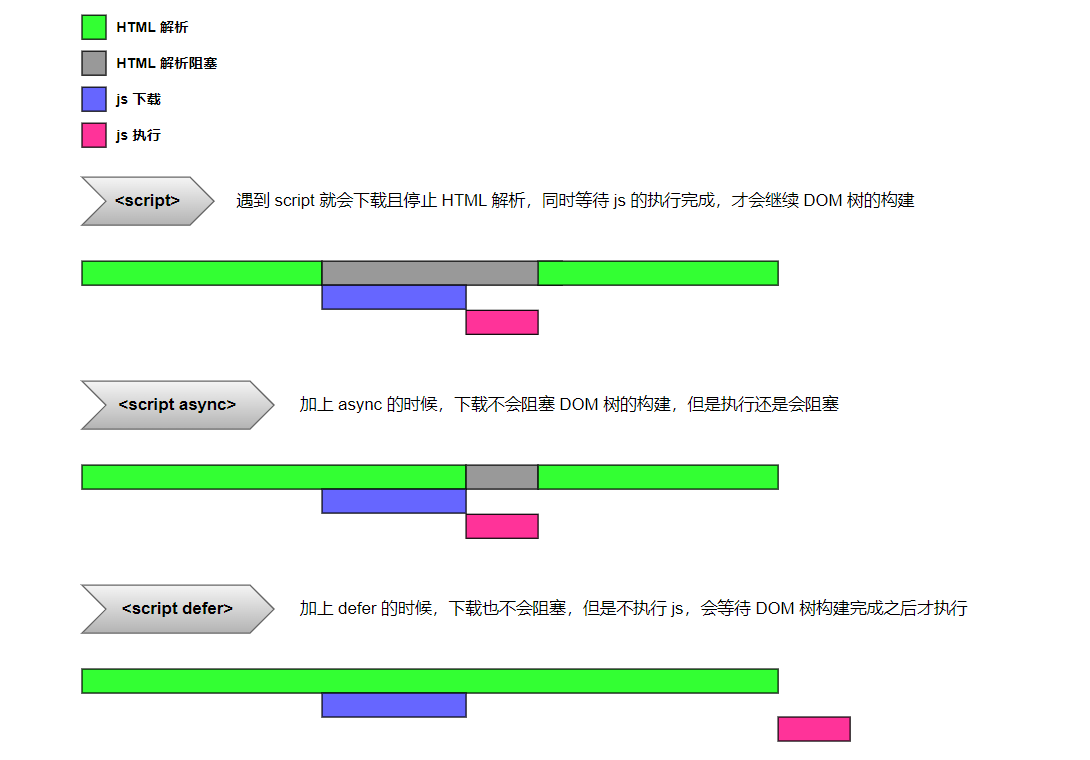 HTML 解析
HTML 解析阻塞
js 下载
js 执行
<script>
遇到 script 就会下载且停止 HTML 解析，同时等待 js 的执行完成，才会继续 DOM 树的构建
<script async>
加上 async 的时候，下载不会阻塞 DOM 树的构建，但是执行还是会阻塞
<script defer>
加上 defer 的时候，下载也不会阻塞，但是不执行 js，会等待 DOM 树构建完成之后才执行